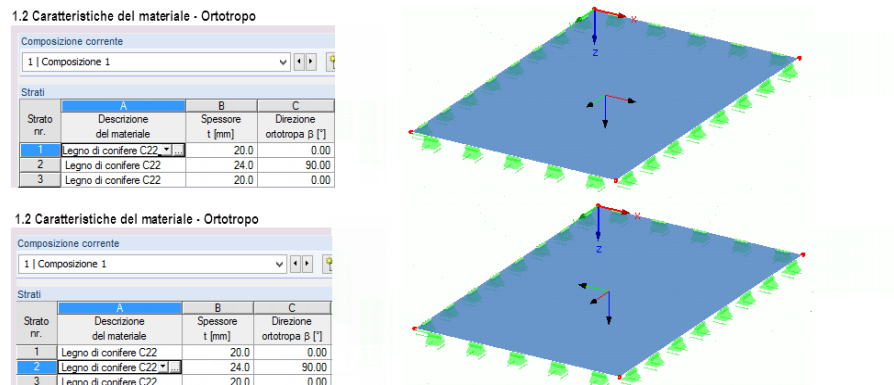 1.2 Caratteristiche del materiale - Ortotropo
Composizione corrente
1 | Composizione 1
Strati
A B C
Strato Descrizione Spessore Direzione
nr. del materiale t [mm] ortotropa β [°]
1 Legno di conifere C22 ... 20.0 0.00
2 Legno di conifere C22 24.0 90.00
3 Legno di conifere C22 20.0 0.00
x
z
1.2 Caratteristiche del materiale - Ortotropo
Composizione corrente
1 | Composizione 1
Strati
A B C
Strato Descrizione Spessore Direzione
nr. del materiale t [mm] ortotropa β [°]
1 Legno di conifere C22 20.0 0.00
2 Legno di conifere C22 ... 24.0 90.00
3 Legno di conifere C22 20.0 0.00
x
z